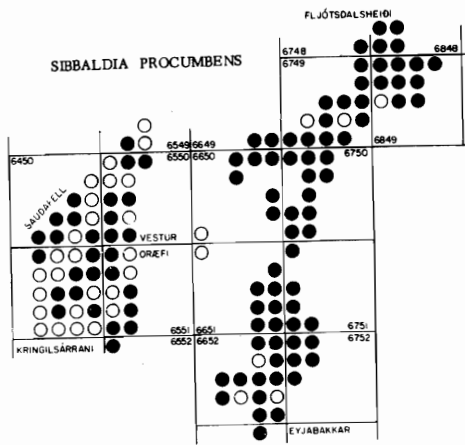 FLJÓTSDALSHEIÐI
SIBBALDIA PROCUMBENS
6748 6848
6749
6549 6649
6450 6550 6650 6750 6849
SAUÐAFELL
VESTUR
ORÆFI
6551 6651 6751
6552 6652 6752
KRINGILSÁRRANI
EYJABAKKAR